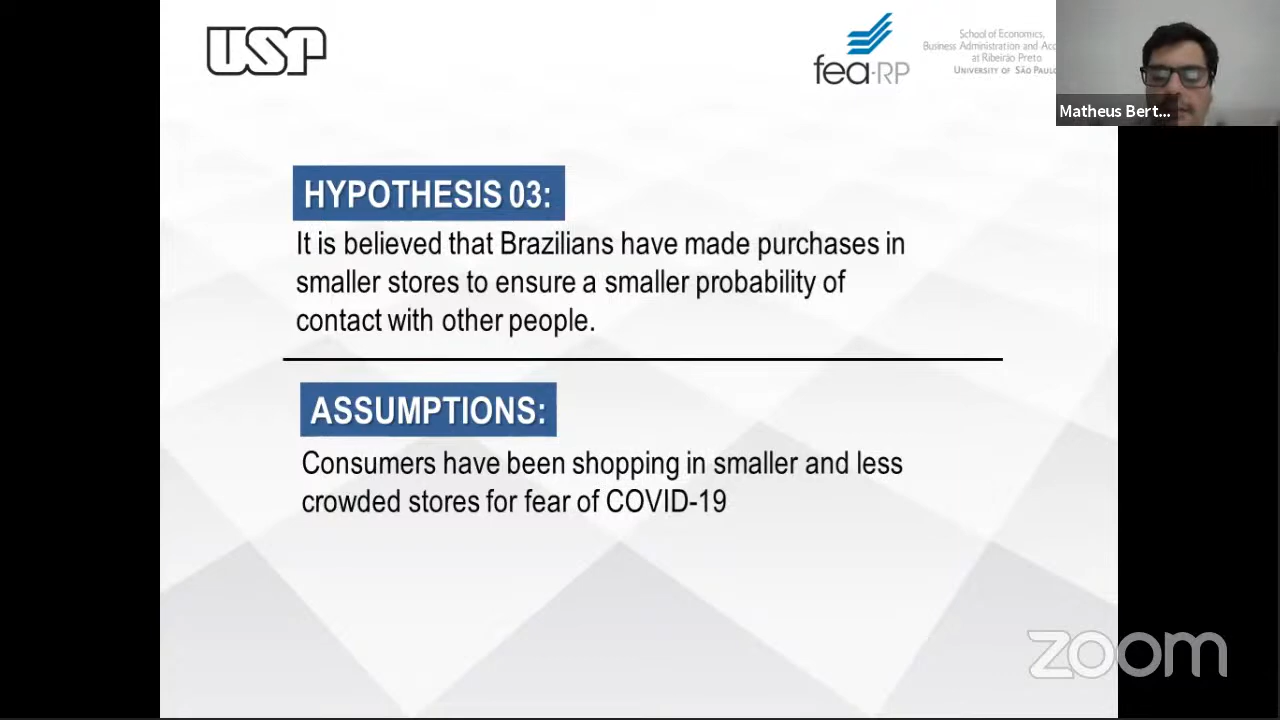 USP
fea-RP
School of Economics,
Business Administration and Acc
at Ribeirão Preto
UNIVERSITY OF SÃO PAULO
Matheus Bert...
HYPOTHESIS 03:
It is believed that Brazilians have made purchases in
smaller stores to ensure a smaller probability of
contact with other people.
ASSUMPTIONS:
Consumers have been shopping in smaller and less
crowded stores for fear of COVID-19
zoom